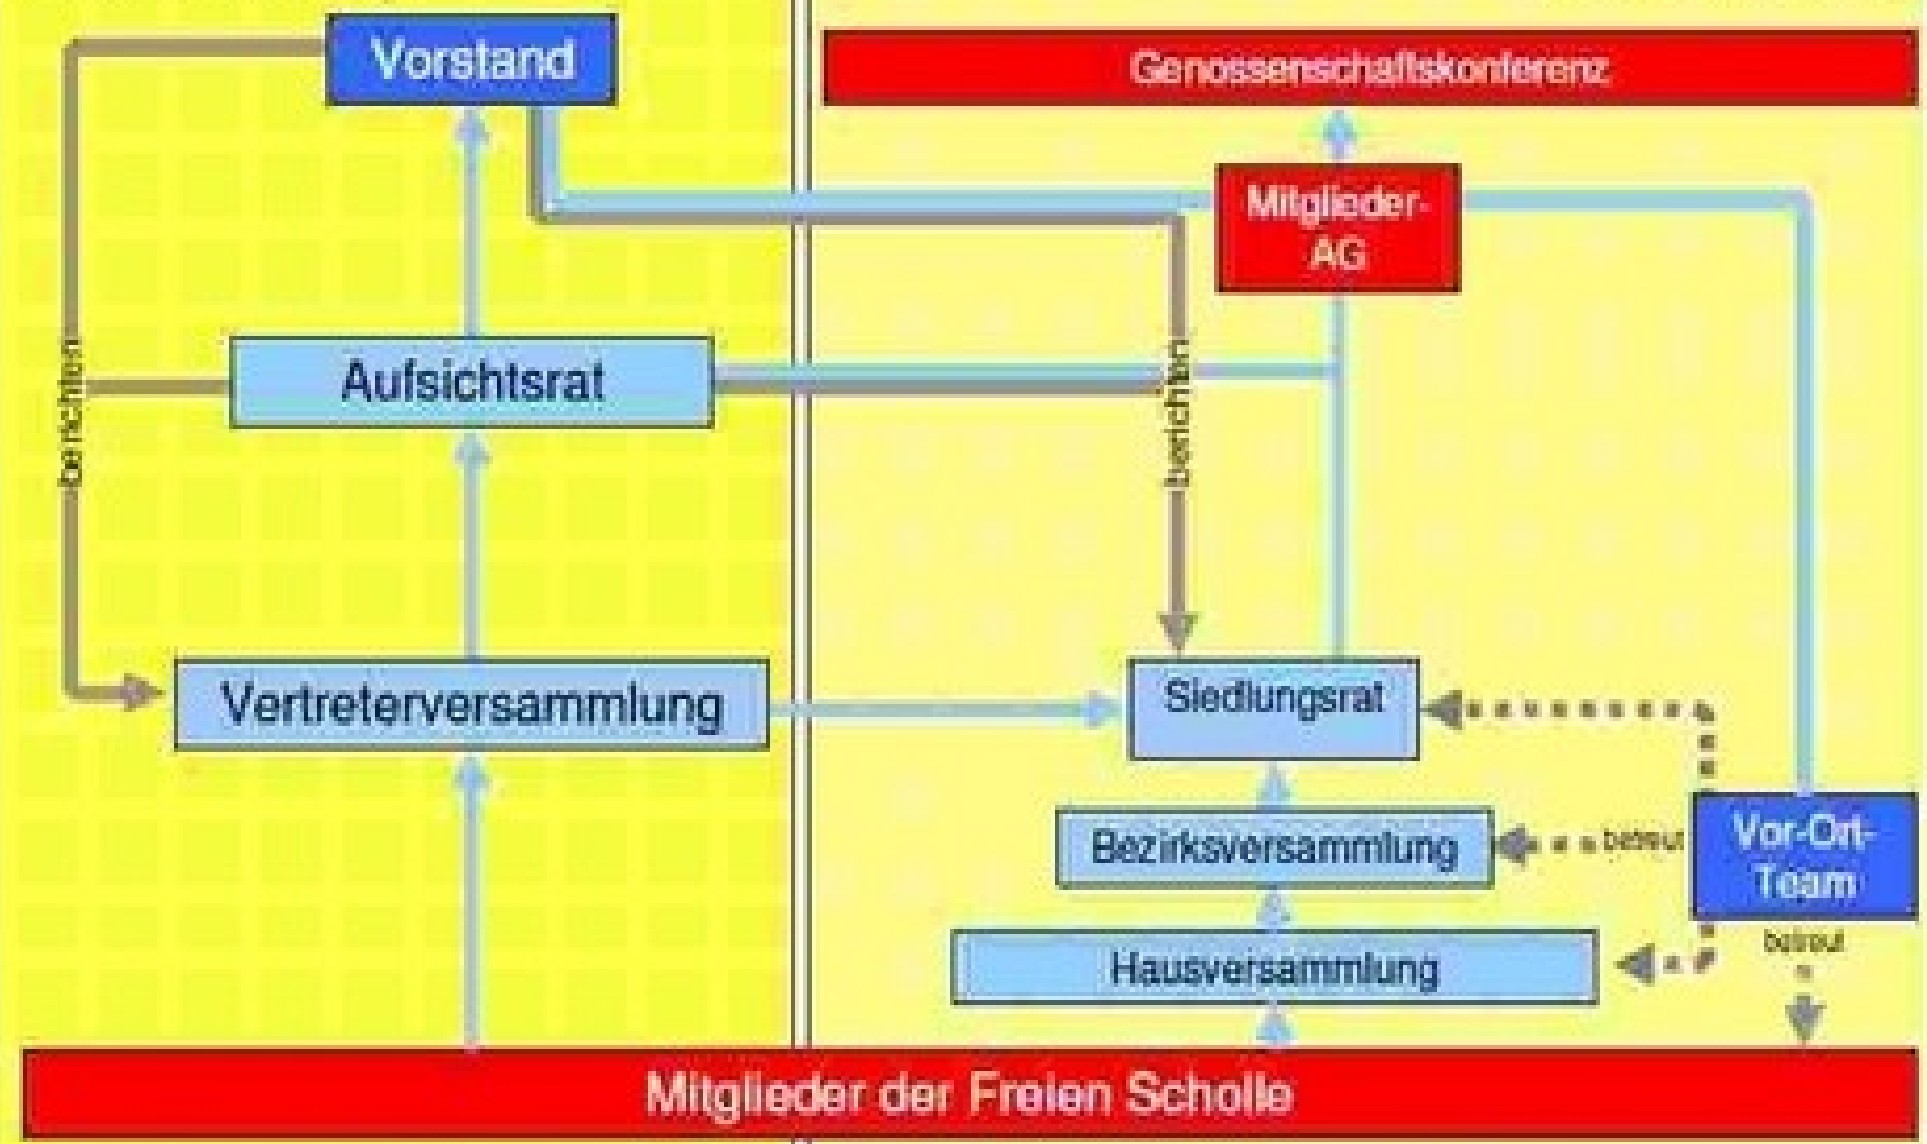 Vorstand
Genossenschaftskonferenz
Mitglieder-
AG
berichten
Aufsichtsrat
berichten
Vertreterversammlung
Siedlungsrat
Bezirksversammlung
betreut
Vor-Ort-
Team
betreut
Hausversammlung
Mitglieder der Freien Scholle